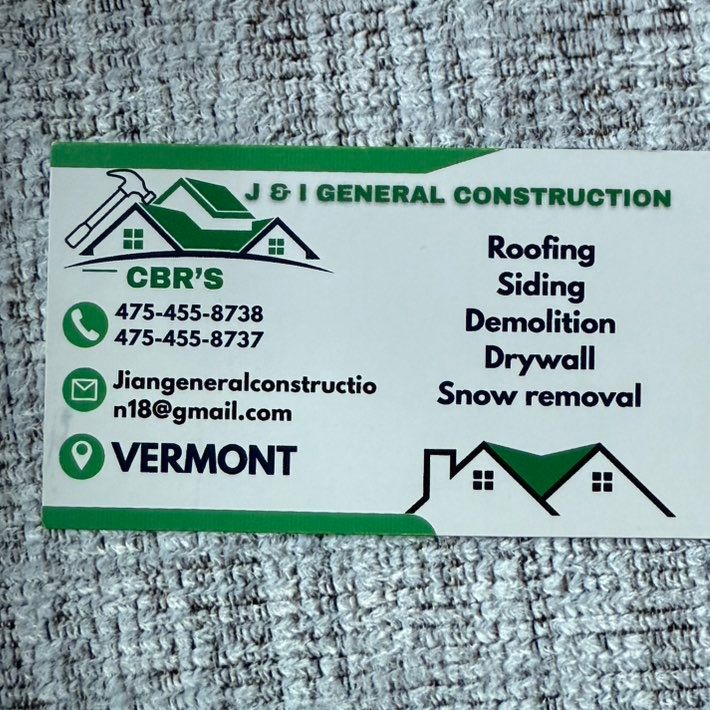 J & I GENERAL CONSTRUCTION
CBR'S
475-455-8738
475-455-8737
Jiangeneralconstructio
n18@gmail.com
VERMONT
Roofing
Siding
Demolition
Drywall
Snow removal